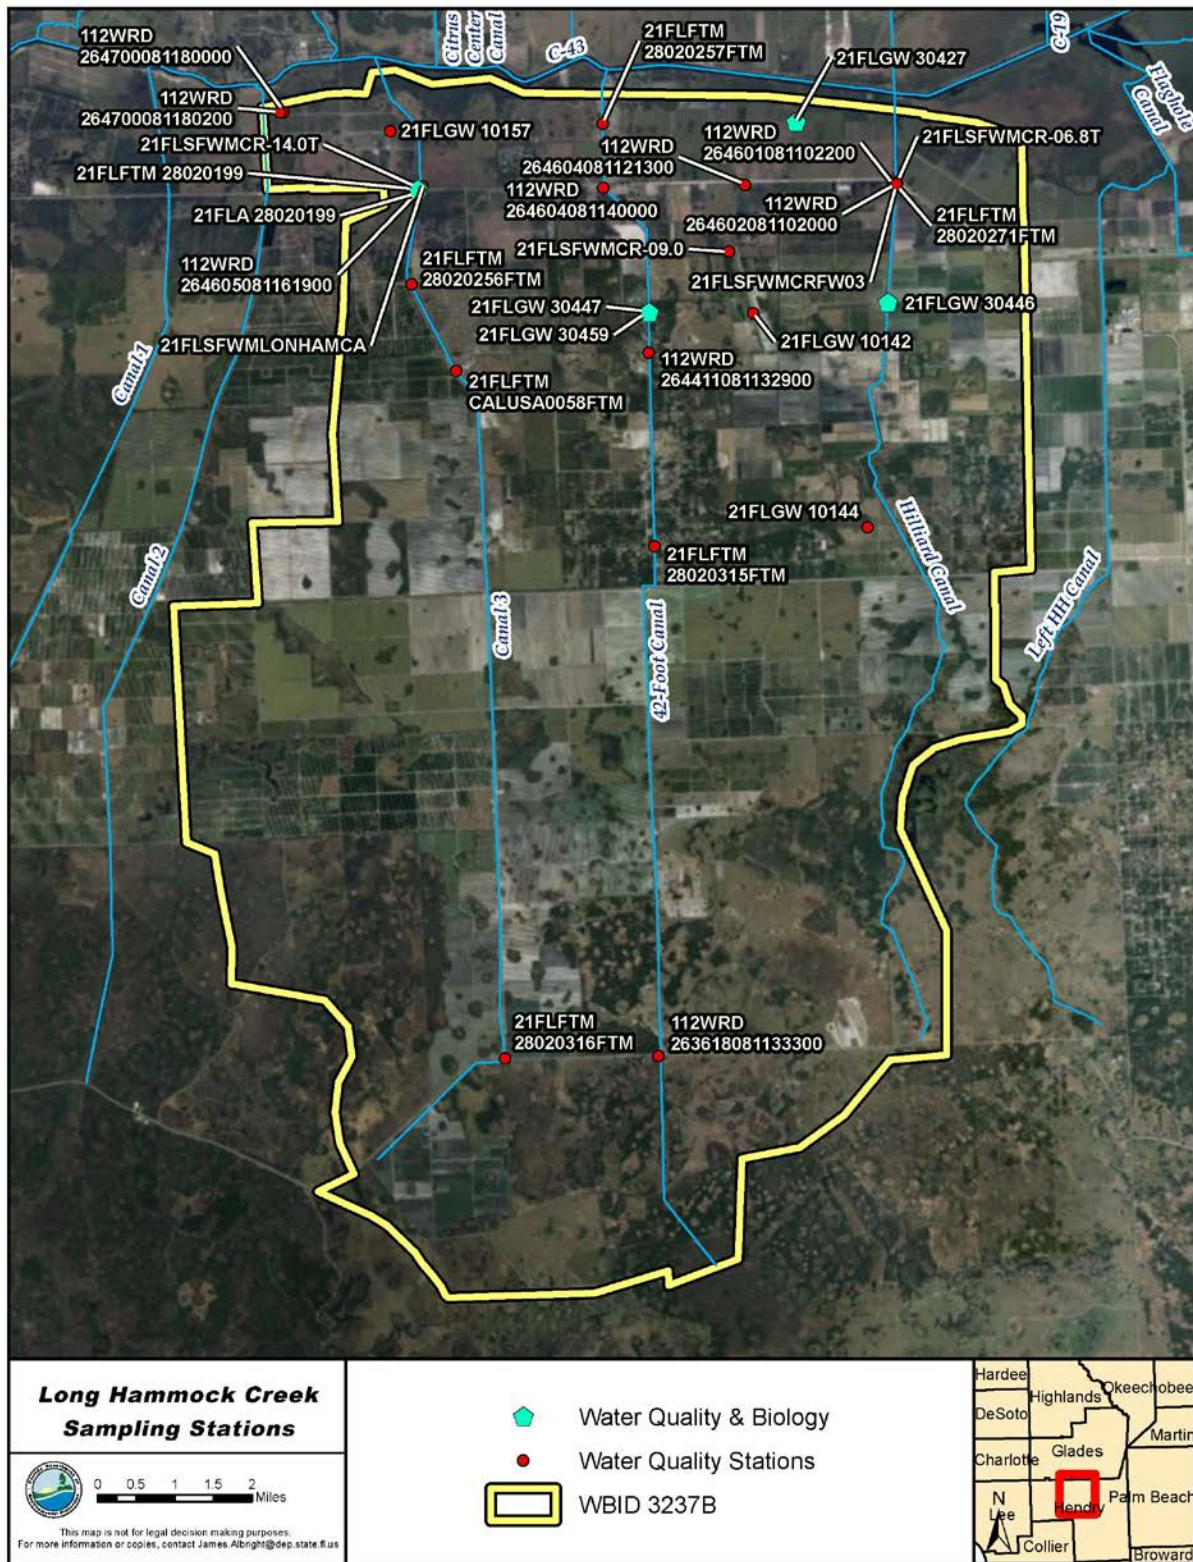 112WRD
264700081180000
Citrus
Center
Canal
C-43
21FLFTM
28020257FTM
21FLGW 30427
C-19
Flaghole
Canal
112WRD
264700081180200
21FLGW 10157
21FLSFWMCR-14.0T
21FLFTM 28020199
112WRD
264604081121300
112WRD
264601081102200
21FLSFWMCR-06.8T
112WRD
264604081140000
112WRD
264602081102000
21FLFTM
28020271FTM
21FLA 28020199
112WRD
264605081161900
21FLFTM
28020256FTM
21FLSFWMCR-09.0
21FLSFWMCRFW03
21FLGW 30447
21FLGW 30459
21FLGW 30446
21FLSFWMLONHAMCA
21FLGW 10142
112WRD
264411081132900
Canal 1
21FLFTM
CALUSA0058FTM
21FLGW 10144
Hilliard Canal
21FLFTM
28020315FTM
Canal 2
Canal 3
42-Foot Canal
Left HH Canal
21FLFTM
28020316FTM
112WRD
263618081133300
Long Hammock Creek
Sampling Stations
0 0.5 1 1.5 2
Miles
This map is not for legal decision making purposes.
For more information or copies, contact James.Albright@dep.state.fl.us
Water Quality & Biology
Water Quality Stations
WBID 3237B
Hardee
Highlands
Okeechobee
DeSoto
Martin
Charlotte
Glades
N
Lee
Hendry
Palm Beach
Collier
Broward